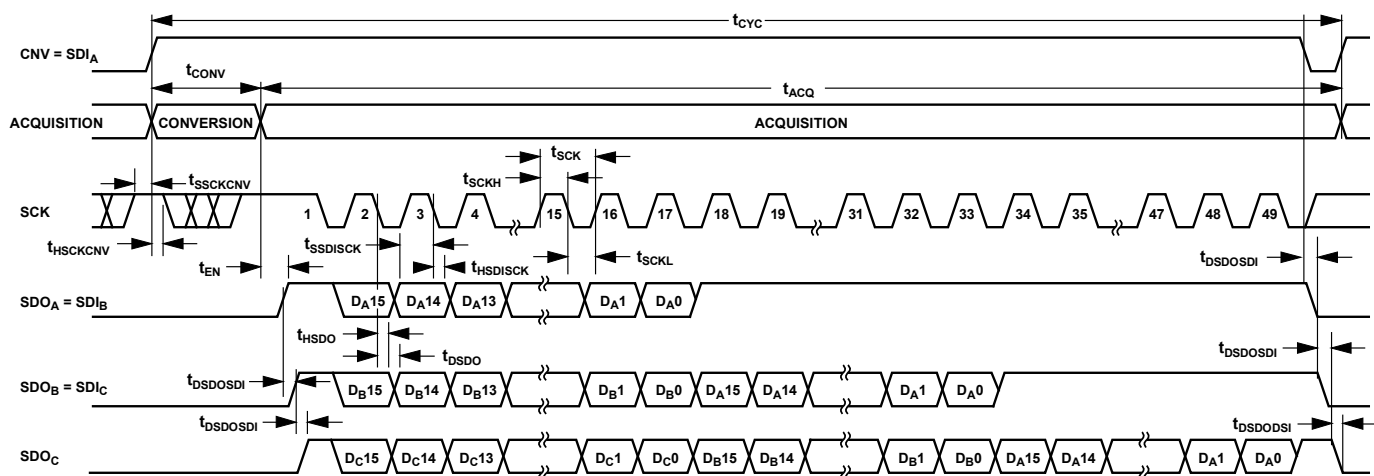 tCYC
CNV = SDIA
tCONV
tACQ
ACQUISITION CONVERSION ACQUISITION
tSCK
tSSCKCNV
tSCKH
SCK 1 2 3 4 15 16 17 18 19 31 32 33 34 35 47 48 49
tHSCKCNV
tSSDISCK
tSCKL
tEN
tHSDISCK
tDSDOSDI
SDOA = SDIB DA15 DA14 DA13 DA1 DA0
tHSDO
tDSDO
tDSDOSDI
tDSDOSDI
SDOB = SDIC DB15 DB14 DB13 DB1 DB0 DA15 DA14 DA1 DA0
tDSDOSDI
tDSDODSI
SDOC DC15 DC14 DC13 DC1 DC0 DB15 DB14 DB1 DB0 DA15 DA14 DA1 DA0